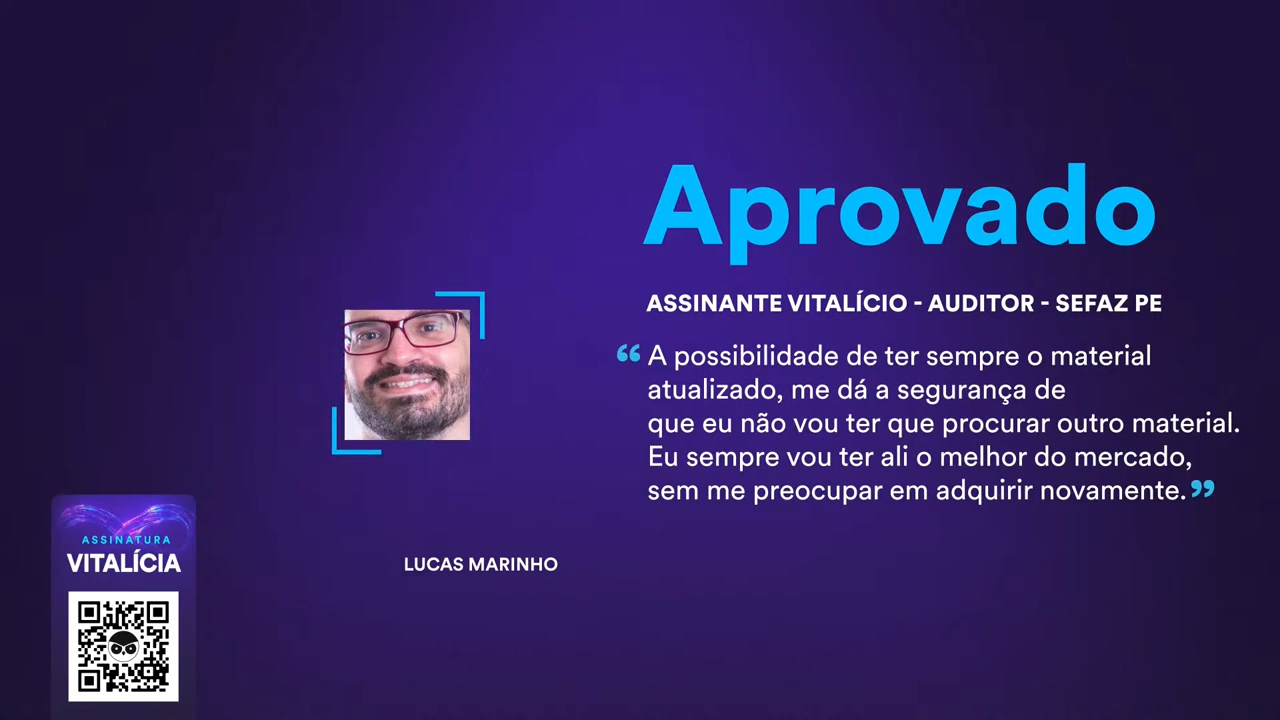 Aprovado
ASSINANTE VITALÍCIO - AUDITOR - SEFAZ PE
“ A possibilidade de ter sempre o material
atualizado, me dá a segurança de
que eu não vou ter que procurar outro material.
Eu sempre vou ter ali o melhor do mercado,
sem me preocupar em adquirir novamente. ”
LUCAS MARINHO
ASSINATURA
VITALÍCIA